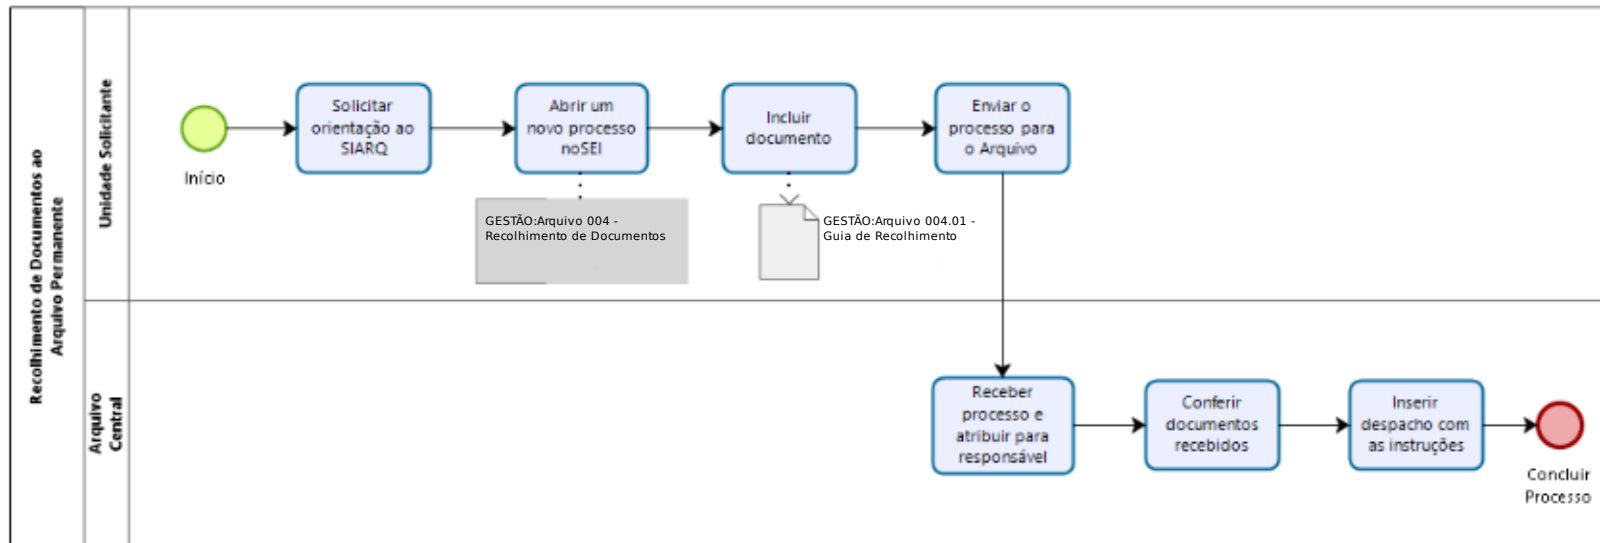 Recolhimento de Documentos ao
Arquivo Permanente
Unidade Solicitante
Início
Solicitar
orientação ao
SIARQ
Abrir um
novo processo
noSEI
Incluir
documento
Enviar o
processo para
o Arquivo
GESTÃO:Arquivo 004 -
Recolhimento de Documentos
GESTÃO:Arquivo 004.01 -
Guia de Recolhimento
Arquivo
Central
Receber
processo e
atribuir para
responsável
Conferir
documentos
recebidos
Inserir
despacho com
as instruções
Concluir
Processo